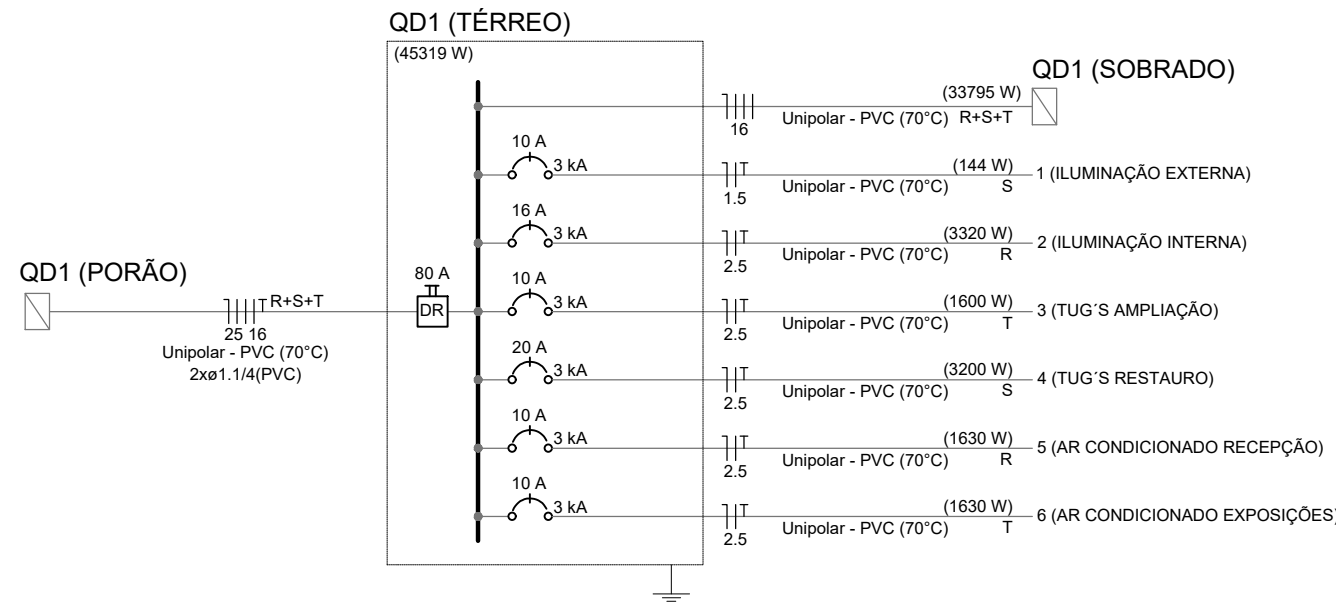 QD1 (TÉRREO)
(45319 W)
QD1 (SOBRADO)
(33795 W)
16
Unipolar - PVC (70°C)
R+S+T
10 A
3 kA
1.5
Unipolar - PVC (70°C)
(144 W)
S
1 (ILUMINAÇÃO EXTERNA)
16 A
3 kA
2.5
Unipolar - PVC (70°C)
(3320 W)
R
2 (ILUMINAÇÃO INTERNA)
QD1 (PORÃO)
R+S+T
25 16
Unipolar - PVC (70°C)
2xø1.1/4(PVC)
80 A
DR
10 A
3 kA
2.5
Unipolar - PVC (70°C)
(1600 W)
T
3 (TUG´S AMPLIAÇÃO)
20 A
3 kA
2.5
Unipolar - PVC (70°C)
(3200 W)
S
4 (TUG´S RESTAURO)
10 A
3 kA
2.5
Unipolar - PVC (70°C)
(1630 W)
R
5 (AR CONDICIONADO RECEPÇÃO)
10 A
3 kA
2.5
Unipolar - PVC (70°C)
(1630 W)
T
6 (AR CONDICIONADO EXPOSIÇÕES)